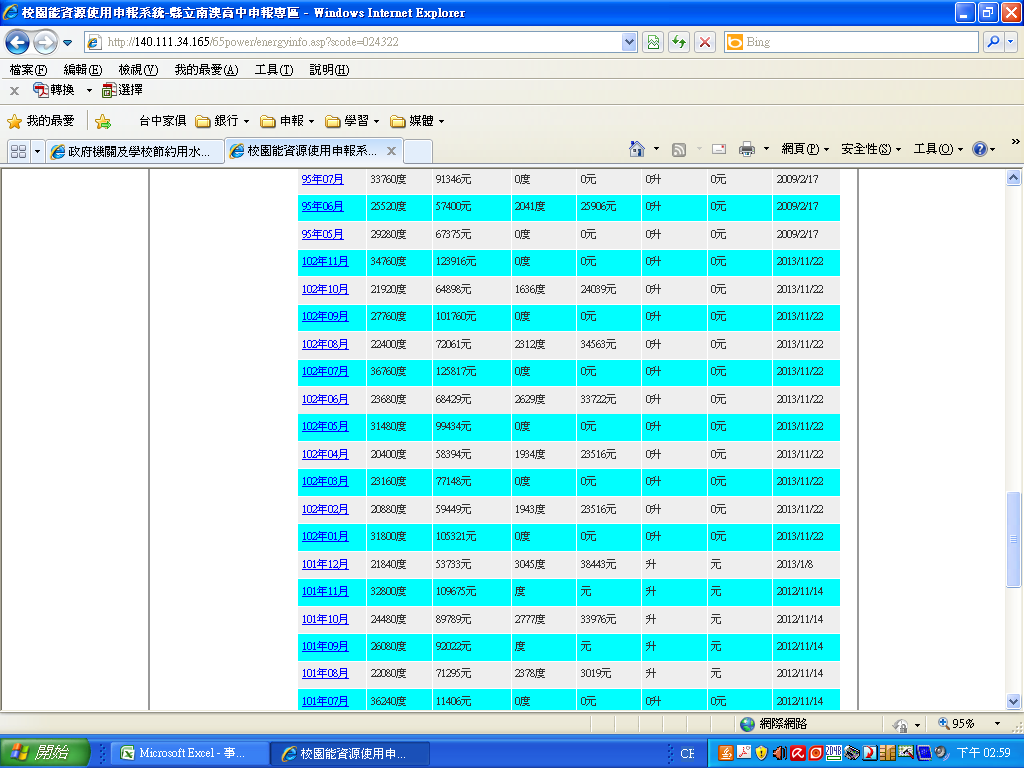 校園能資源使用申報系統-縣立南澳高中申報專區 - Windows Internet Explorer
http://140.111.34.165/65power/energyinfo.asp?scode=024322
Bing
檔案(F) 編輯(E) 檢視(V) 我的最愛(A) 工具(T) 說明(H)
x 轉換 選擇
我的最愛 台中家俱 銀行 申報 學習 媒體
政府機關及學校節約用水... 校園能資源使用申報系... 網頁(P) 安全性(S) 工具(O)
95年07月 33760度 91346元 0度 0元 0升 0元 2009/2/17
95年06月 25520度 57400元 2041度 25906元 0升 0元 2009/2/17
95年05月 29280度 67375元 0度 0元 0升 0元 2009/2/17
102年11月 34760度 123916元 0度 0元 0升 0元 2013/11/22
102年10月 21920度 64898元 1636度 24039元 0升 0元 2013/11/22
102年09月 27760度 101760元 0度 0元 0升 0元 2013/11/22
102年08月 22400度 72061元 2312度 34563元 0升 0元 2013/11/22
102年07月 36760度 125817元 0度 0元 0升 0元 2013/11/22
102年06月 23680度 68429元 2629度 33722元 0升 0元 2013/11/22
102年05月 31480度 99434元 0度 0元 0升 0元 2013/11/22
102年04月 20400度 58394元 1934度 23516元 0升 0元 2013/11/22
102年03月 23160度 77148元 0度 0元 0升 0元 2013/11/22
102年02月 20880度 59449元 1943度 23516元 0升 0元 2013/11/22
102年01月 31800度 105321元 0度 0元 0升 0元 2013/11/22
101年12月 21840度 53733元 3045度 38443元 升 元 2013/1/8
101年11月 32800度 109675元 度 元 升 元 2012/11/14
101年10月 24480度 89789元 2777度 33976元 升 元 2012/11/14
101年09月 26080度 92022元 度 元 升 元 2012/11/14
101年08月 22080度 71295元 2378度 3019元 升 元 2012/11/14
101年07月 36240度 11406元 0度 0元 0升 0元 2012/11/14
網際網路 95%
開始 Microsoft Excel - 事... 校園能資源使用申... CE 下午 02:59